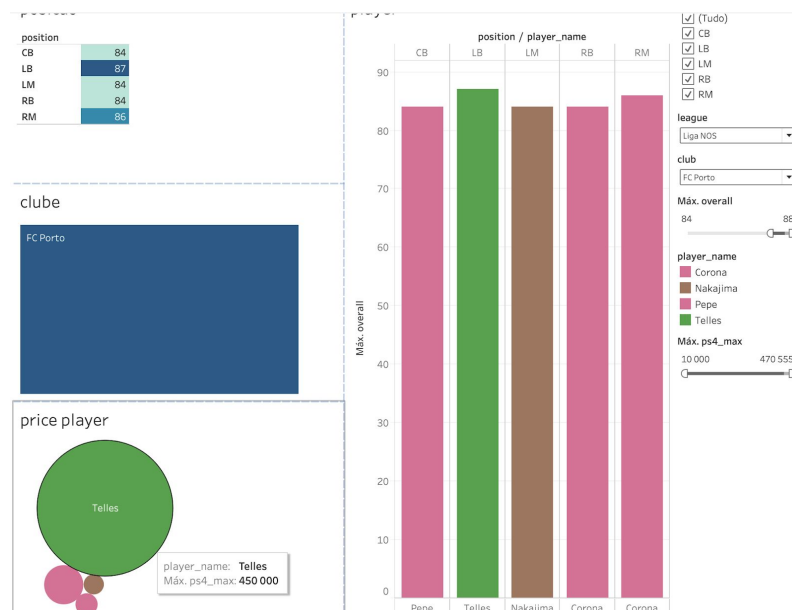 position
CB 84
LB 87
LM 84
RB 84
RM 86
clube
FC Porto
price player
Telles
player_name: Telles
Máx. ps4_max: 450 000
player
position / player_name
CB LB LM RB RM
90
80
70
60
50
40
30
20
10
0
Máx. overall
Pepe Telles Nakajima Corona Corona
(Tudo)
CB
LB
LM
RB
RM
league
Liga NOS
club
FC Porto
Máx. overall
84 88
player_name
Corona
Nakajima
Pepe
Telles
Máx. ps4_max
10 000 470 555